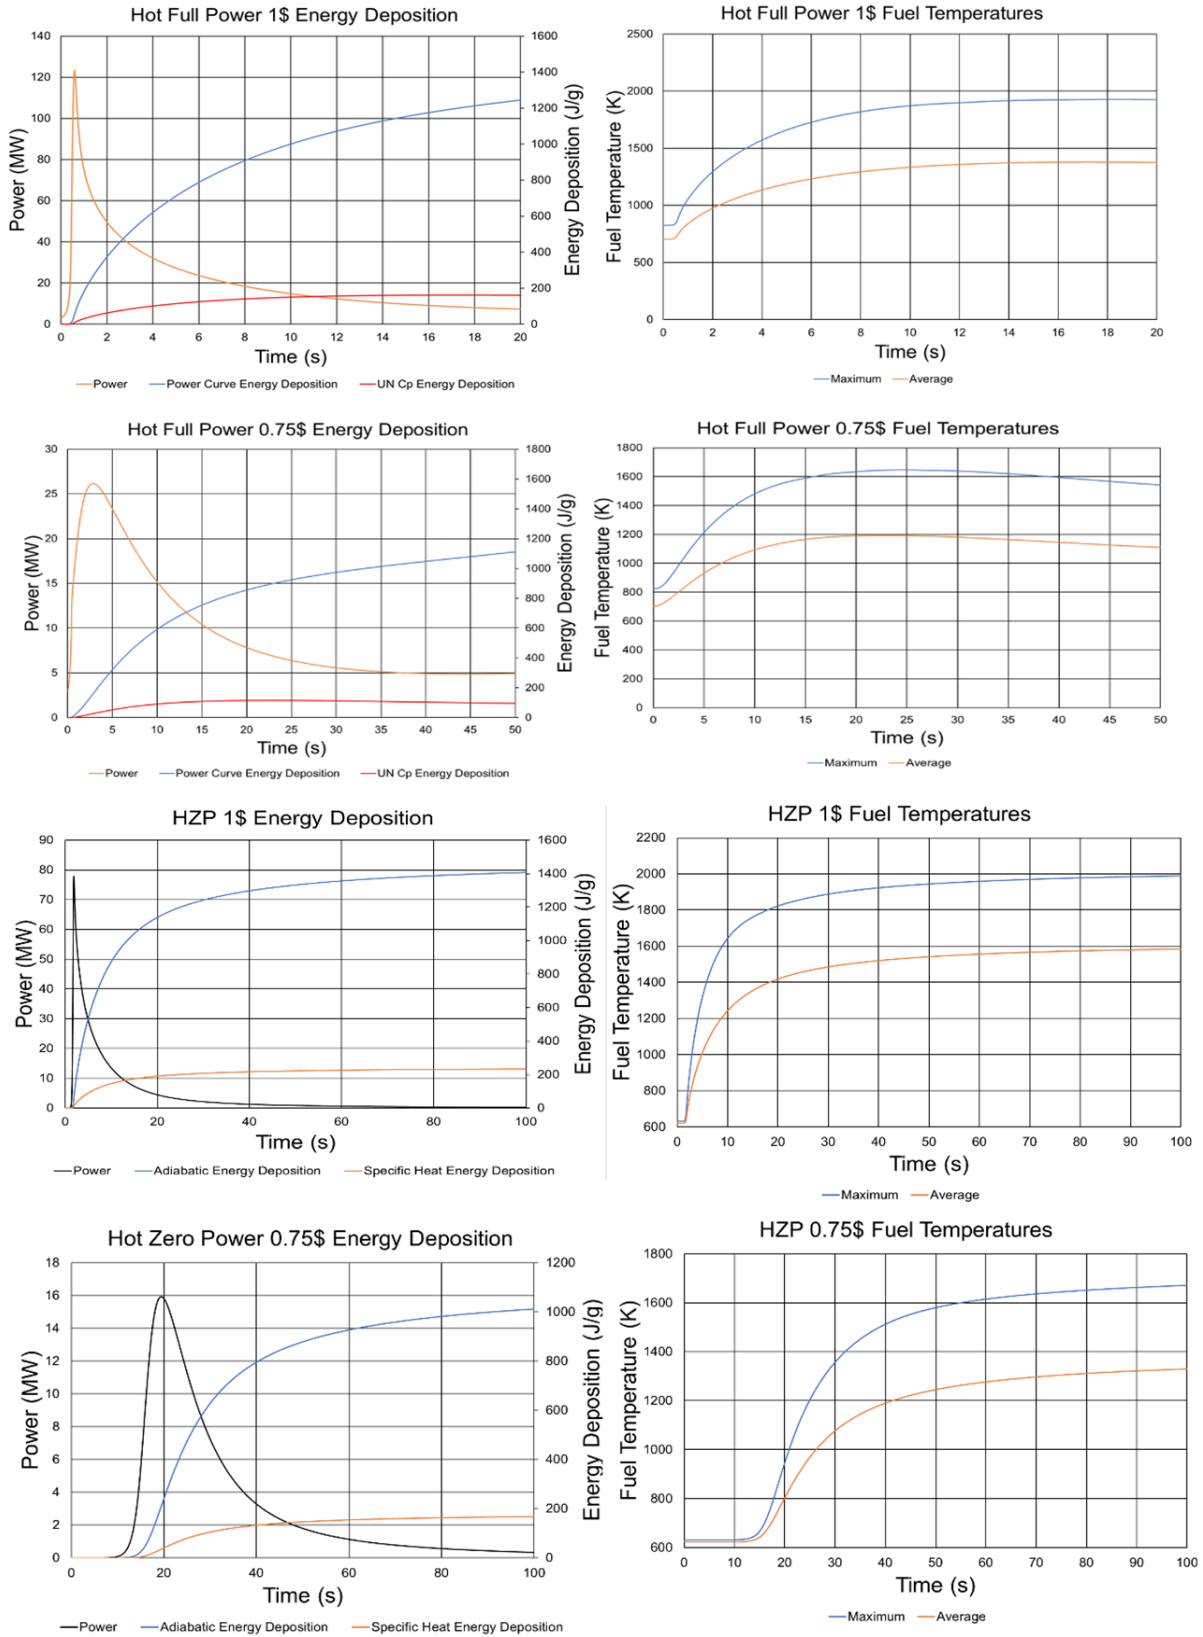 Hot Full Power 1$ Energy Deposition
140 120 100 80 60 40 20 0
Power (MW)
1600 1400 1200 1000 800 600 400 200 0
Energy Deposition (J/g)
0 2 4 6 8 10 12 14 16 18 20
Time (s)
Power Power Curve Energy Deposition UN Cp Energy Deposition
Hot Full Power 1$ Fuel Temperatures
2500 2000 1500 1000 500 0
Fuel Temperature (K)
0 2 4 6 8 10 12 14 16 18 20
Time (s)
Maximum Average
Hot Full Power 0.75$ Energy Deposition
30 25 20 15 10 5 0
Power (MW)
1800 1600 1400 1200 1000 800 600 400 200 0
Energy Deposition (J/g)
0 5 10 15 20 25 30 35 40 45 50
Time (s)
Power Power Curve Energy Deposition UN Cp Energy Deposition
Hot Full Power 0.75$ Fuel Temperatures
1800 1600 1400 1200 1000 800 600 400 200 0
Fuel Temperature (K)
0 5 10 15 20 25 30 35 40 45 50
Time (s)
Maximum Average
HZP 1$ Energy Deposition
90 80 70 60 50 40 30 20 10 0
Power (MW)
1600 1400 1200 1000 800 600 400 200 0
Energy Deposition (J/g)
0 20 40 60 80 100
Time (s)
Power Adiabatic Energy Deposition Specific Heat Energy Deposition
HZP 1$ Fuel Temperatures
2200 2000 1800 1600 1400 1200 1000 800 600
Fuel Temperature (K)
0 10 20 30 40 50 60 70 80 90 100
Time (s)
Maximum Average
Hot Zero Power 0.75$ Energy Deposition
18 16 14 12 10 8 6 4 2 0
Power (MW)
1200 1000 800 600 400 200 0
Energy Deposition (J/g)
0 20 40 60 80 100
Time (s)
Power Adiabatic Energy Deposition Specific Heat Energy Deposition
HZP 0.75$ Fuel Temperatures
1800 1600 1400 1200 1000 800 600
Fuel Temperature (K)
0 10 20 30 40 50 60 70 80 90 100
Time (s)
Maximum Average